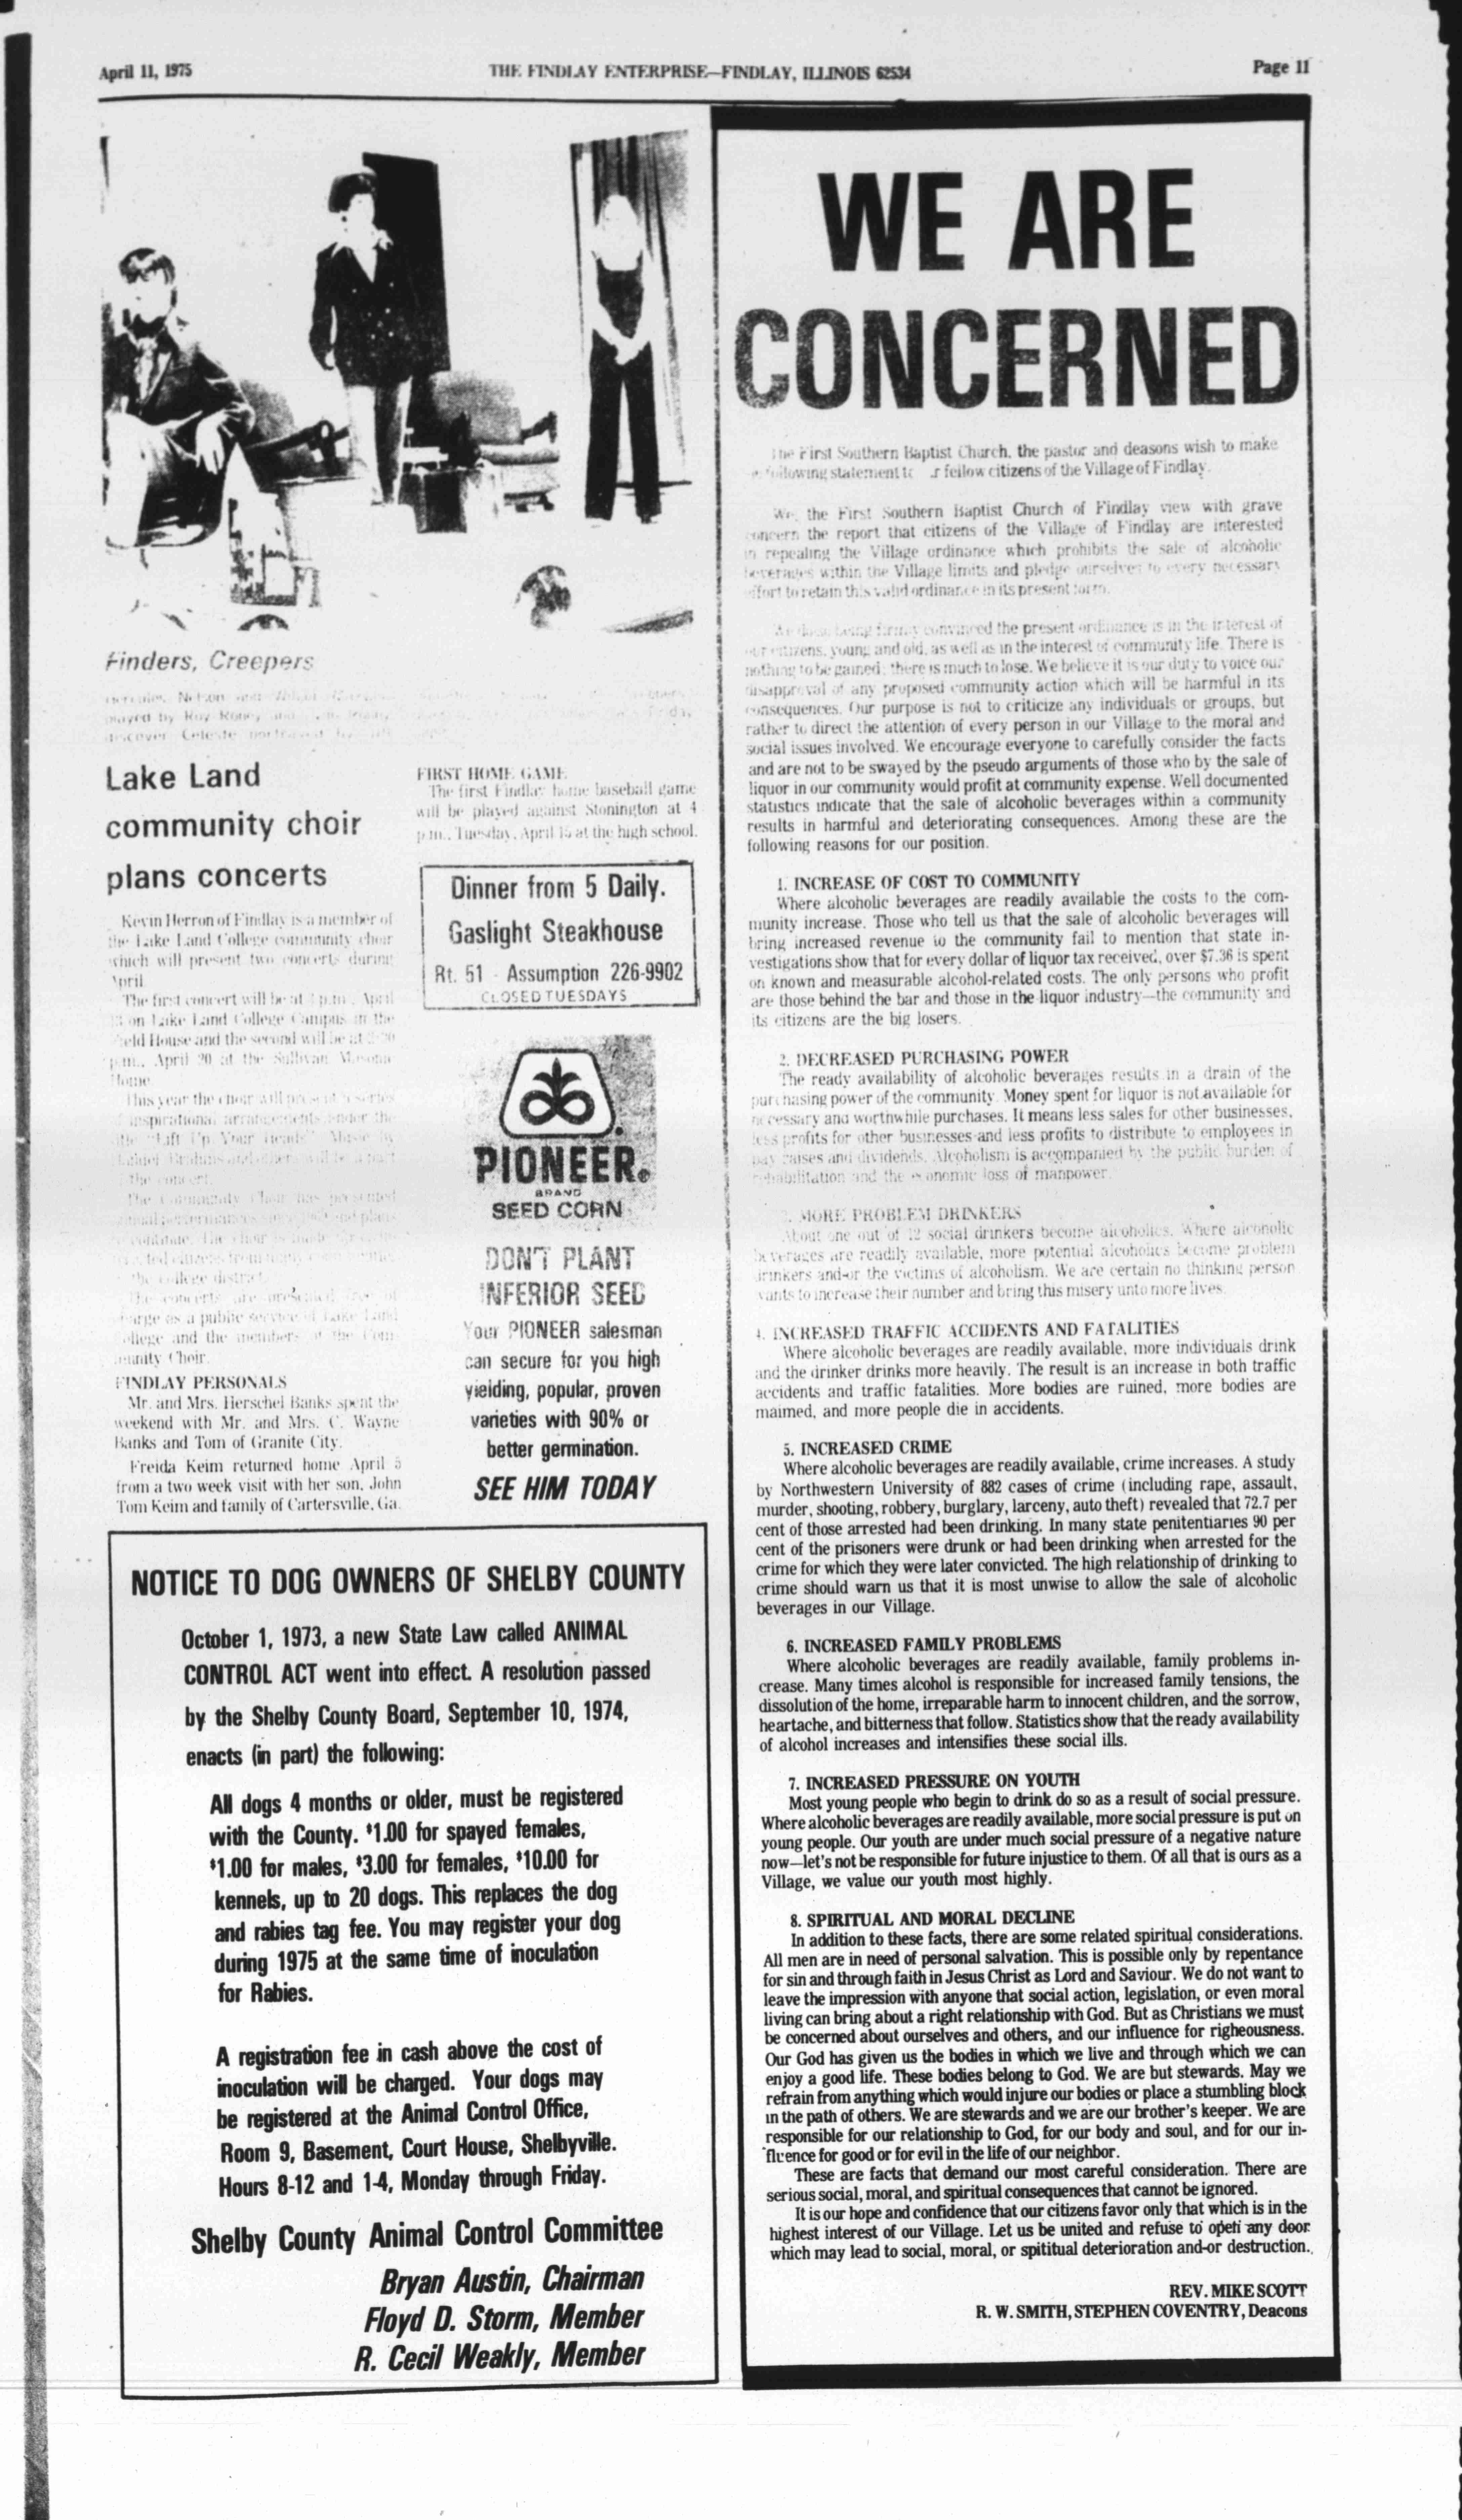 April 11, 1975
THE FINDLAY ENTERPRISE—FINDLAY, ILLINOIS 62534
Page 11
Finders, Creepers
Nelson
played by Roy Roney and
discover Celeste portrayed by
Lake Land
community choir
plans concerts
Kevin Herron of Findlay is a member of
the Lake Land College community choir
which will present two concerts during
April.
The first concert will be at p.m., April
on Lake Land College Campus in the
Field House and the second will be at
p.m., April 20 at the Sullivan Masonic
Home.
This year the choir will present a series
inspirational arrangements under the
title "Lift Up Your Heads". Music by
Brahms and others will be a part
the concert.
The Community Choir has presented
annual performances since and plans
continue. The choir is made
the college district.
The concerts are presented free of
charge as a public service of Lake Land
College and the members of the Com-
munity Choir.
FINDLAY PERSONALS
Mr. and Mrs. Herschel Banks spent the
weekend with Mr. and Mrs. C. Wayne
Banks and Tom of Granite City.
Freida Keim returned home April 5
from a two week visit with her son, John
Tom Keim and family of Cartersville, Ga.
FIRST HOME GAME
The first Findlay home baseball game
will be played against Stonington at 4
p.m., Tuesday, April 15 at the high school.
Dinner from 5 Daily.
Gaslight Steakhouse
Rt. 51 - Assumption 226-9902
CLOSED TUESDAYS
PIONEER.
BRAND
SEED CORN
DON'T PLANT
INFERIOR SEED
Your PIONEER salesman
can secure for you high
yielding, popular, proven
varieties with 90% or
better germination.
SEE HIM TODAY
NOTICE TO DOG OWNERS OF SHELBY COUNTY
October 1, 1973, a new State Law called ANIMAL
CONTROL ACT went into effect. A resolution passed
by the Shelby County Board, September 10, 1974,
enacts (in part) the following:
All dogs 4 months or older, must be registered
with the County. $1.00 for spayed females,
$1.00 for males, $3.00 for females, $10.00 for
kennels, up to 20 dogs. This replaces the dog
and rabies tag fee. You may register your dog
during 1975 at the same time of inoculation
for Rabies.
A registration fee in cash above the cost of
inoculation will be charged. Your dogs may
be registered at the Animal Control Office,
Room 9, Basement, Court House, Shelbyville.
Hours 8-12 and 1-4, Monday through Friday.
Shelby County Animal Control Committee
Bryan Austin, Chairman
Floyd D. Storm, Member
R. Cecil Weakly, Member
WE ARE
CONCERNED
The First Southern Baptist Church, the pastor and deasons wish to make
following statement to r fellow citizens of the Village of Findlay.
We, the First Southern Baptist Church of Findlay view with grave
concern the report that citizens of the Village of Findlay are interested
in repealing the Village ordinance which prohibits the sale of alcoholic
beverages within the Village limits and pledge ourselves to every necessary
effort to retain this valid ordinance in its present form.
We do so being firmly convinced the present ordinance is in the interest of
our citizens, young and old, as well as in the interest of community life. There is
nothing to be gained; there is much to lose. We believe it is our duty to voice our
disapproval of any proposed community action which will be harmful in its
consequences. Our purpose is not to criticize any individuals or groups, but
rather to direct the attention of every person in our Village to the moral and
social issues involved. We encourage everyone to carefully consider the facts
and are not to be swayed by the pseudo arguments of those who by the sale of
liquor in our community would profit at community expense. Well documented
statistics indicate that the sale of alcoholic beverages within a community
results in harmful and deteriorating consequences. Among these are the
following reasons for our position.
1. INCREASE OF COST TO COMMUNITY
Where alcoholic beverages are readily available the costs to the com-
munity increase. Those who tell us that the sale of alcoholic beverages will
bring increased revenue to the community fail to mention that state in-
vestigations show that for every dollar of liquor tax received, over $7.36 is spent
on known and measurable alcohol-related costs. The only persons who profit
are those behind the bar and those in the liquor industry—the community and
its citizens are the big losers.
2. DECREASED PURCHASING POWER
The ready availability of alcoholic beverages results in a drain of the
purchasing power of the community. Money spent for liquor is not available for
necessary and worthwhile purchases. It means less sales for other businesses,
less profits for other businesses and less profits to distribute to employees in
pay raises and dividends. Alcoholism is accompanied by the public burden of
rehabilitation and the economic loss of manpower.
3. MORE PROBLEM DRINKERS
About one out of 12 social drinkers become alcoholics. Where alcoholic
beverages are readily available, more potential alcoholics become problem
drinkers and-or the victims of alcoholism. We are certain no thinking person
wants to increase their number and bring this misery unto more lives.
4. INCREASED TRAFFIC ACCIDENTS AND FATALITIES
Where alcoholic beverages are readily available, more individuals drink
and the drinker drinks more heavily. The result is an increase in both traffic
accidents and traffic fatalities. More bodies are ruined, more bodies are
maimed, and more people die in accidents.
5. INCREASED CRIME
Where alcoholic beverages are readily available, crime increases. A study
by Northwestern University of 882 cases of crime (including rape, assault,
murder, shooting, robbery, burglary, larceny, auto theft) revealed that 72.7 per
cent of those arrested had been drinking. In many state penitentiaries 90 per
cent of the prisoners were drunk or had been drinking when arrested for the
crime for which they were later convicted. The high relationship of drinking to
crime should warn us that it is most unwise to allow the sale of alcoholic
beverages in our Village.
6. INCREASED FAMILY PROBLEMS
Where alcoholic beverages are readily available, family problems in-
crease. Many times alcohol is responsible for increased family tensions, the
dissolution of the home, irreparable harm to innocent children, and the sorrow,
heartache, and bitterness that follow. Statistics show that the ready availability
of alcohol increases and intensifies these social ills.
7. INCREASED PRESSURE ON YOUTH
Most young people who begin to drink do so as a result of social pressure.
Where alcoholic beverages are readily available, more social pressure is put on
young people. Our youth are under much social pressure of a negative nature
now—let's not be responsible for future injustice to them. Of all that is ours as a
Village, we value our youth most highly.
8. SPIRITUAL AND MORAL DECLINE
In addition to these facts, there are some related spiritual considerations.
All men are in need of personal salvation. This is possible only by repentance
for sin and through faith in Jesus Christ as Lord and Saviour. We do not want to
leave the impression with anyone that social action, legislation, or even moral
living can bring about a right relationship with God. But as Christians we must
be concerned about ourselves and others, and our influence for righeousness.
Our God has given us the bodies in which we live and through which we can
enjoy a good life. These bodies belong to God. We are but stewards. May we
refrain from anything which would injure our bodies or place a stumbling block
in the path of others. We are stewards and we are our brother's keeper. We are
responsible for our relationship to God, for our body and soul, and for our in-
fluence for good or for evil in the life of our neighbor.
These are facts that demand our most careful consideration. There are
serious social, moral, and spiritual consequences that cannot be ignored.
It is our hope and confidence that our citizens favor only that which is in the
highest interest of our Village. Let us be united and refuse to open any door
which may lead to social, moral, or spititual deterioration and-or destruction.
REV. MIKE SCOTT
R. W. SMITH, STEPHEN COVENTRY, Deacons